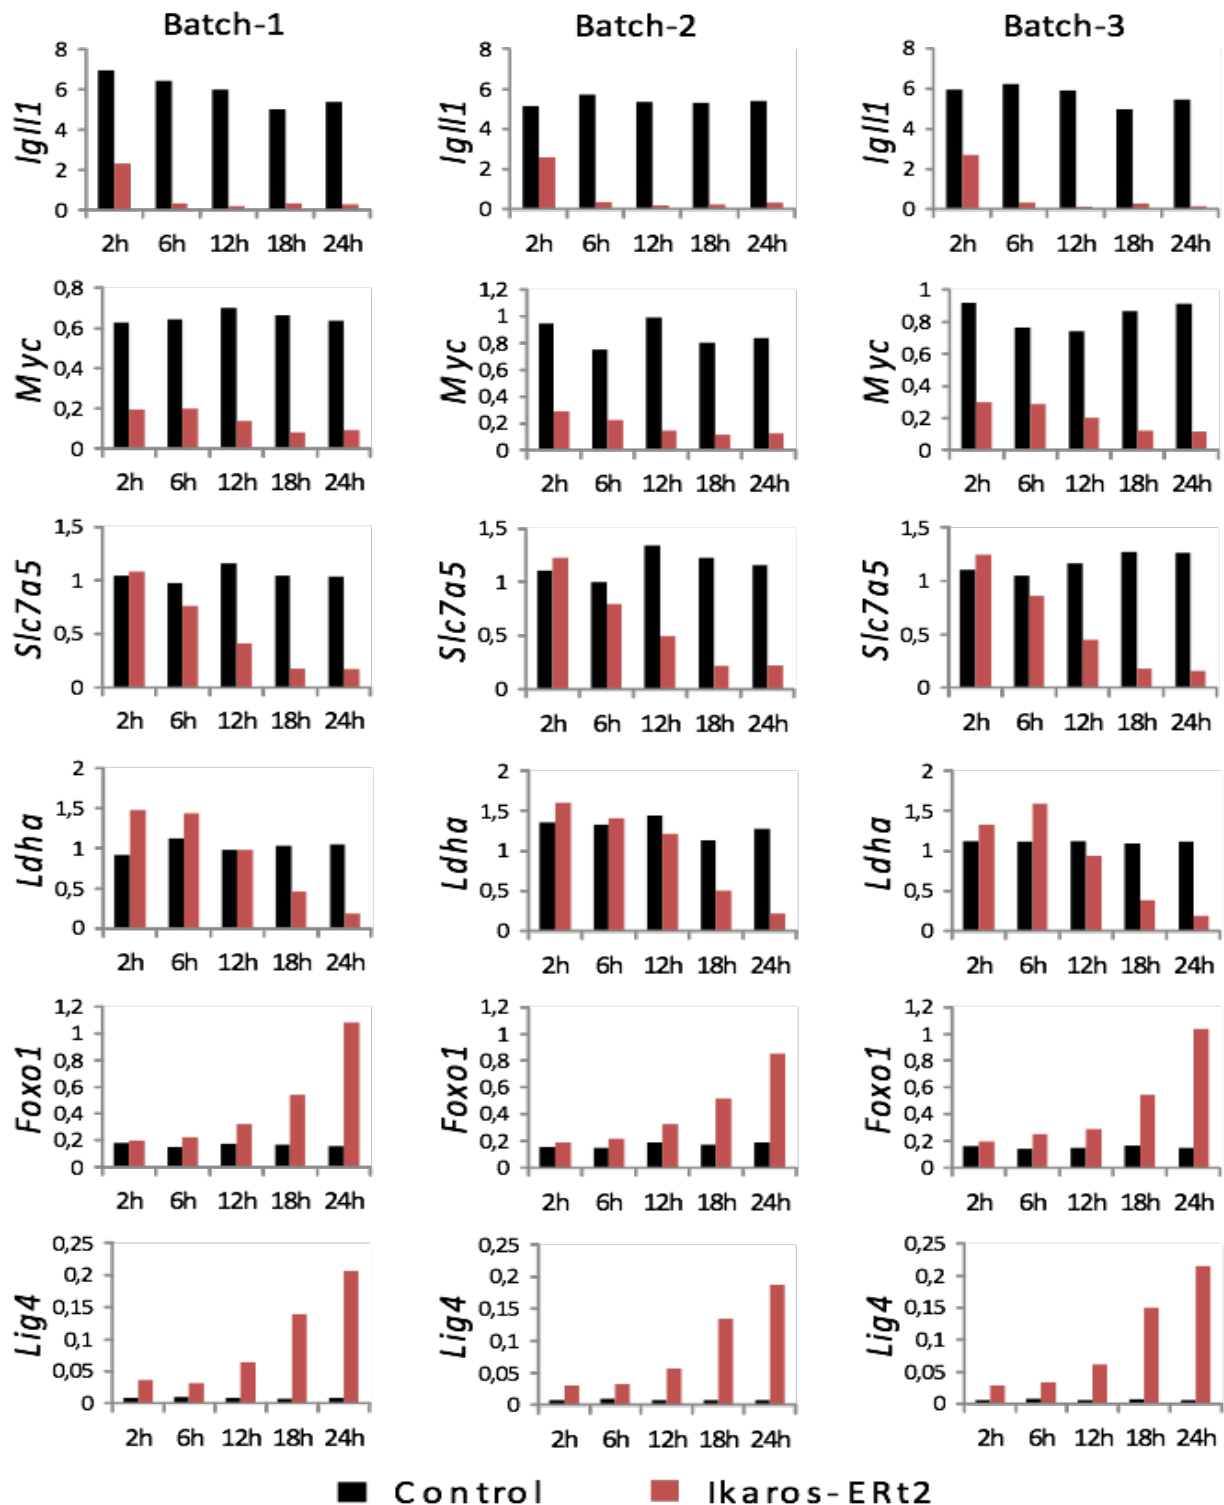 Batch-1 Batch-2 Batch-3
Igll1
8
6
4
2
0
2h 6h 12h 18h 24h
Igll1
8
6
4
2
0
2h 6h 12h 18h 24h
Igll1
8
6
4
2
0
2h 6h 12h 18h 24h
Myc
0,8
0,6
0,4
0,2
0
2h 6h 12h 18h 24h
Myc
1,2
1
0,8
0,6
0,4
0,2
0
2h 6h 12h 18h 24h
Myc
1
0,8
0,6
0,4
0,2
0
2h 6h 12h 18h 24h
Slc7a5
1,5
1
0,5
0
2h 6h 12h 18h 24h
Slc7a5
1,5
1
0,5
0
2h 6h 12h 18h 24h
Slc7a5
1,5
1
0,5
0
2h 6h 12h 18h 24h
Ldha
2
1,5
1
0,5
0
2h 6h 12h 18h 24h
Ldha
2
1,5
1
0,5
0
2h 6h 12h 18h 24h
Ldha
2
1,5
1
0,5
0
2h 6h 12h 18h 24h
Foxo1
1,2
1
0,8
0,6
0,4
0,2
0
2h 6h 12h 18h 24h
Foxo1
1,2
1
0,8
0,6
0,4
0,2
0
2h 6h 12h 18h 24h
Foxo1
1,2
1
0,8
0,6
0,4
0,2
0
2h 6h 12h 18h 24h
Lig4
0,25
0,2
0,15
0,1
0,05
0
2h 6h 12h 18h 24h
Lig4
0,25
0,2
0,15
0,1
0,05
0
2h 6h 12h 18h 24h
Lig4
0,25
0,2
0,15
0,1
0,05
0
2h 6h 12h 18h 24h
Control Ikaros-ERt2